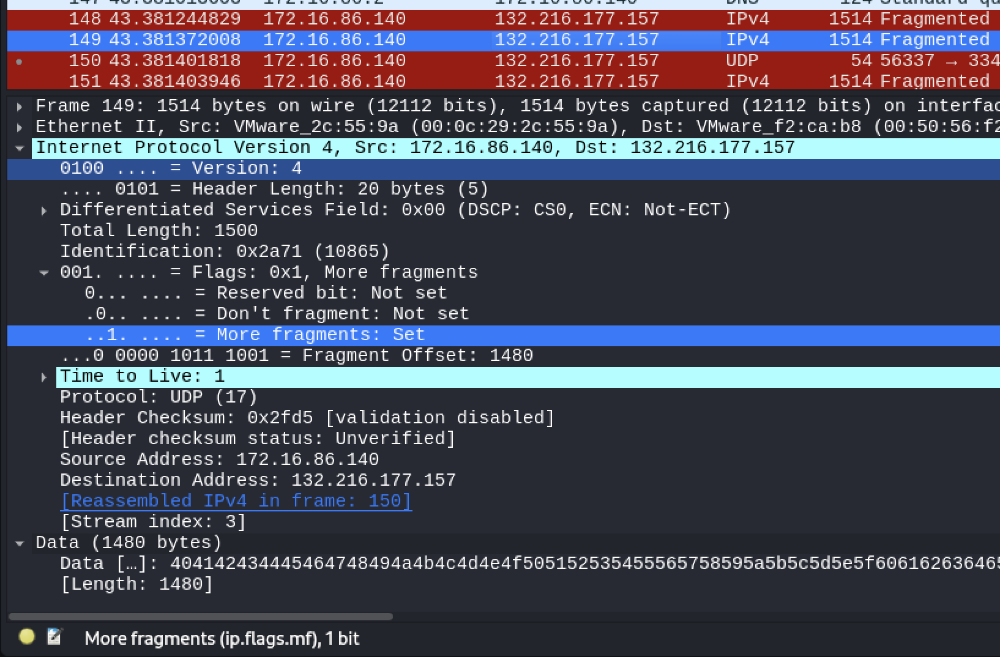 148 43.381244829 172.16.86.140 132.216.177.157 IPv4 1514 Fragmented
149 43.381372008 172.16.86.140 132.216.177.157 IPv4 1514 Fragmented
150 43.381401818 172.16.86.140 132.216.177.157 UDP 54 56337 → 334
151 43.381403946 172.16.86.140 132.216.177.157 IPv4 1514 Fragmented
Frame 149: 1514 bytes on wire (12112 bits), 1514 bytes captured (12112 bits) on interfac
Ethernet II, Src: VMware_2c:55:9a (00:0c:29:2c:55:9a), Dst: VMware_f2:ca:b8 (00:50:56:f2
Internet Protocol Version 4, Src: 172.16.86.140, Dst: 132.216.177.157
0100 .... = Version: 4
.... 0101 = Header Length: 20 bytes (5)
Differentiated Services Field: 0x00 (DSCP: CS0, ECN: Not-ECT)
Total Length: 1500
Identification: 0x2a71 (10865)
001. .... = Flags: 0x1, More fragments
0... .... = Reserved bit: Not set
.0.. .... = Don't fragment: Not set
..1. .... = More fragments: Set
...0 0000 1011 1001 = Fragment Offset: 1480
Time to Live: 1
Protocol: UDP (17)
Header Checksum: 0x2fd5 [validation disabled]
[Header checksum status: Unverified]
Source Address: 172.16.86.140
Destination Address: 132.216.177.157
[Reassembled IPv4 in frame: 150]
[Stream index: 3]
Data (1480 bytes)
Data […]: 404142434445464748494a4b4c4d4e4f505152535455565758595a5b5c5d5e5f606162636465
[Length: 1480]
More fragments (ip.flags.mf), 1 bit